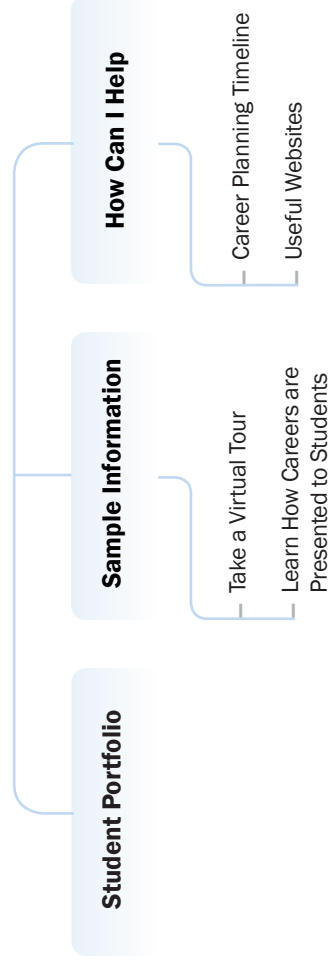 Student Portfolio
Sample Information
Take a Virtual Tour
Learn How Careers are
Presented to Students
How Can I Help
Career Planning Timeline
Useful Websites